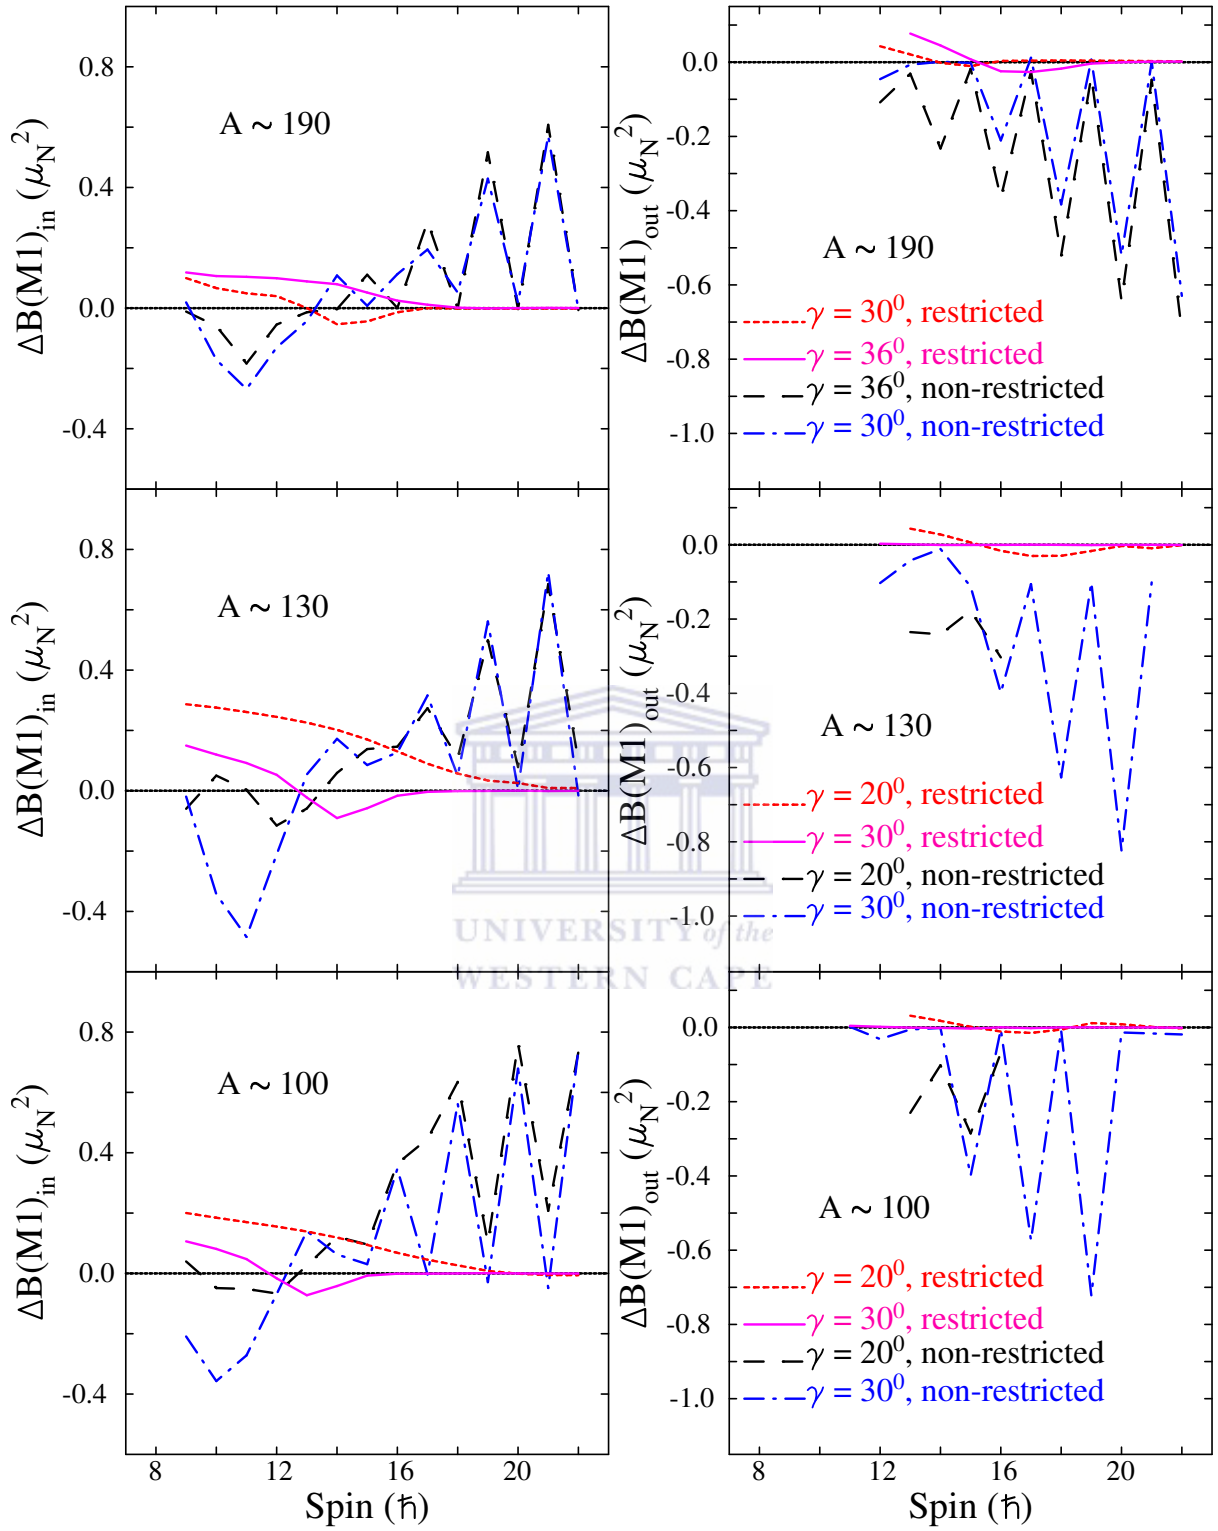 0.8
0.4
0.0
-0.4
ΔB(M1)in (μN²)
A ~ 190
0.0
-0.2
-0.4
-0.6
-0.8
-1.0
ΔB(M1)out (μN²)
A ~ 190
γ = 30⁰, restricted
γ = 36⁰, restricted
γ = 36⁰, non-restricted
γ = 30⁰, non-restricted
0.8
0.4
0.0
-0.4
ΔB(M1)in (μN²)
A ~ 130
0.0
-0.2
-0.4
-0.6
-0.8
-1.0
ΔB(M1)out (μN²)
A ~ 130
γ = 20⁰, restricted
γ = 30⁰, restricted
γ = 20⁰, non-restricted
γ = 30⁰, non-restricted
UNIVERSITY of the
WESTERN CAPE
0.8
0.4
0.0
-0.4
ΔB(M1)in (μN²)
A ~ 100
8 12 16 20
Spin (ħ)
0.0
-0.2
-0.4
-0.6
-0.8
-1.0
ΔB(M1)out (μN²)
A ~ 100
γ = 20⁰, restricted
γ = 30⁰, restricted
γ = 20⁰, non-restricted
γ = 30⁰, non-restricted
8 12 16 20
Spin (ħ)